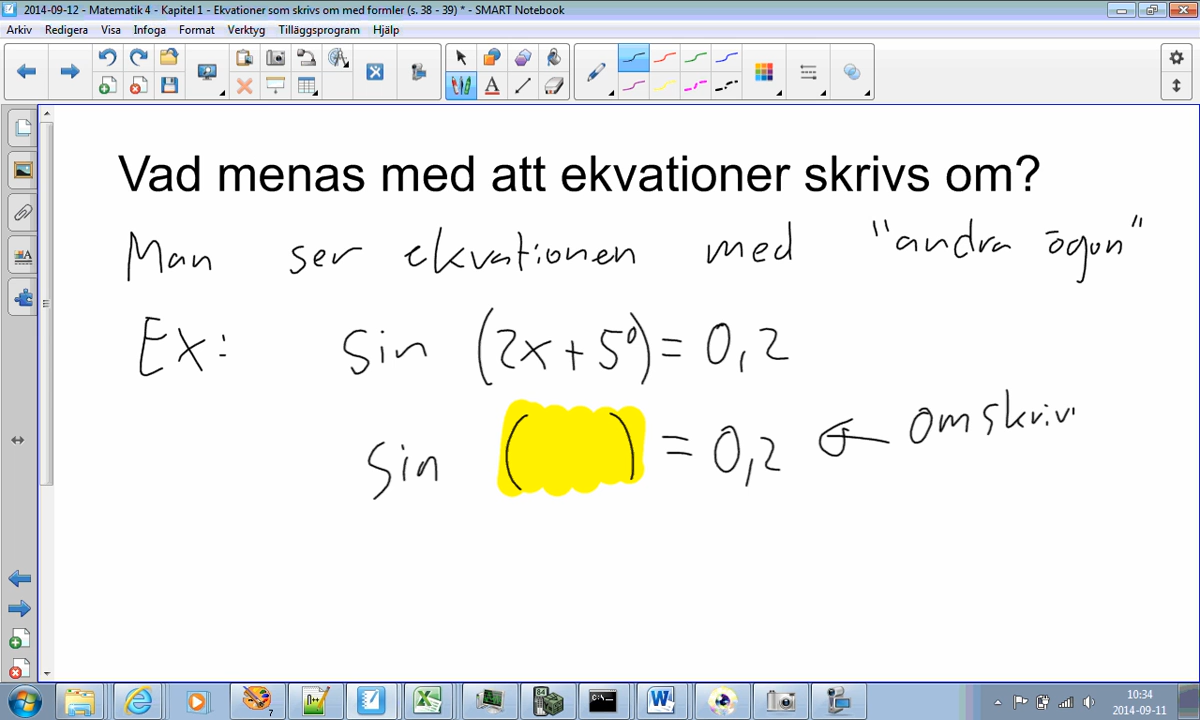 2014-09-12 - Matematik 4 - Kapitel 1 - Ekvationer som skrivs om med formler (s. 38 - 39) * - SMART Notebook
Arkiv Redigera Visa Infoga Format Verktyg Tilläggsprogram Hjälp
Vad menas med att ekvationer skrivs om?
Man ser ekvationen med "andra ögon"
Ex: sin (2x+5°) = 0,2
sin ( ) = 0,2 ← omskriv
10:34
2014-09-11